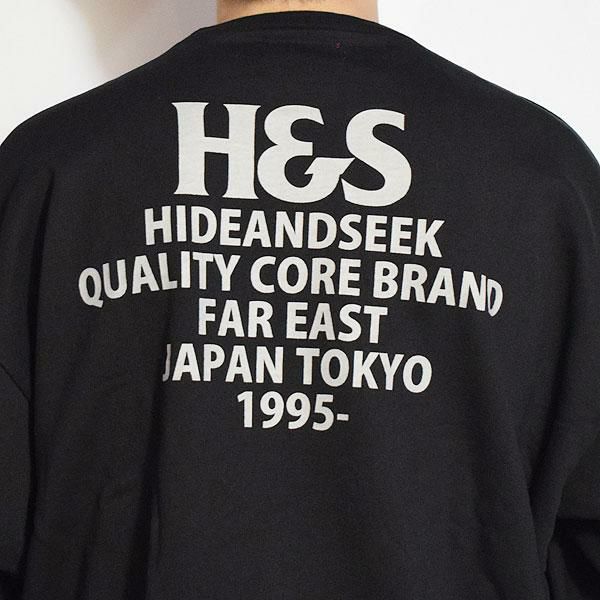 H&S
HIDEANDSEEK
QUALITY CORE BRAND
FAR EAST
JAPAN TOKYO
1995-